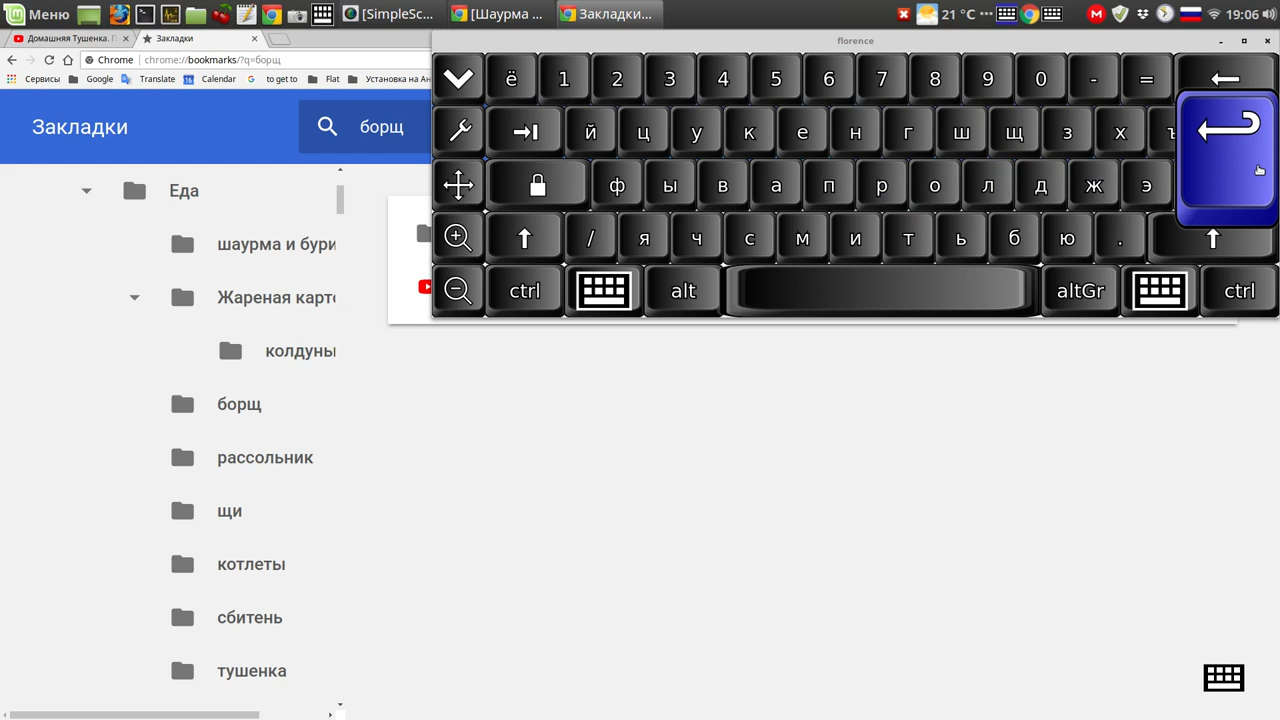 Меню
[SimpleSc...
[Шаурма ...
Закладки...
21 °C
19:06
Домашняя Тушенка. П
Закладки
florence
Chrome
chrome://bookmarks/?q=борщ
Сервисы
Google
Translate
Calendar
to get to
Flat
Установка на Ан
Закладки
борщ
ё 1 2 3 4 5 6 7 8 9 0 - =
й ц у к е н г ш щ з х ъ
ф ы в а п р о л д ж э
/ я ч с м и т ь б ю .
ctrl alt altGr ctrl
Еда
шаурма и бури
Жареная карто
колдуны
борщ
рассольник
щи
котлеты
сбитень
тушенка